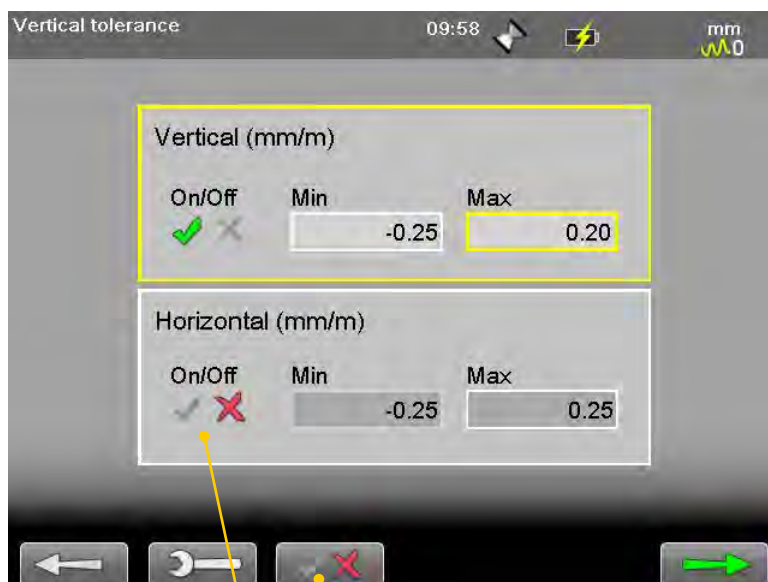 Vertical tolerance 09:58 mm
0
Vertical (mm/m)
On/Off Min Max
-0.25 0.20
Horizontal (mm/m)
On/Off Min Max
-0.25 0.25